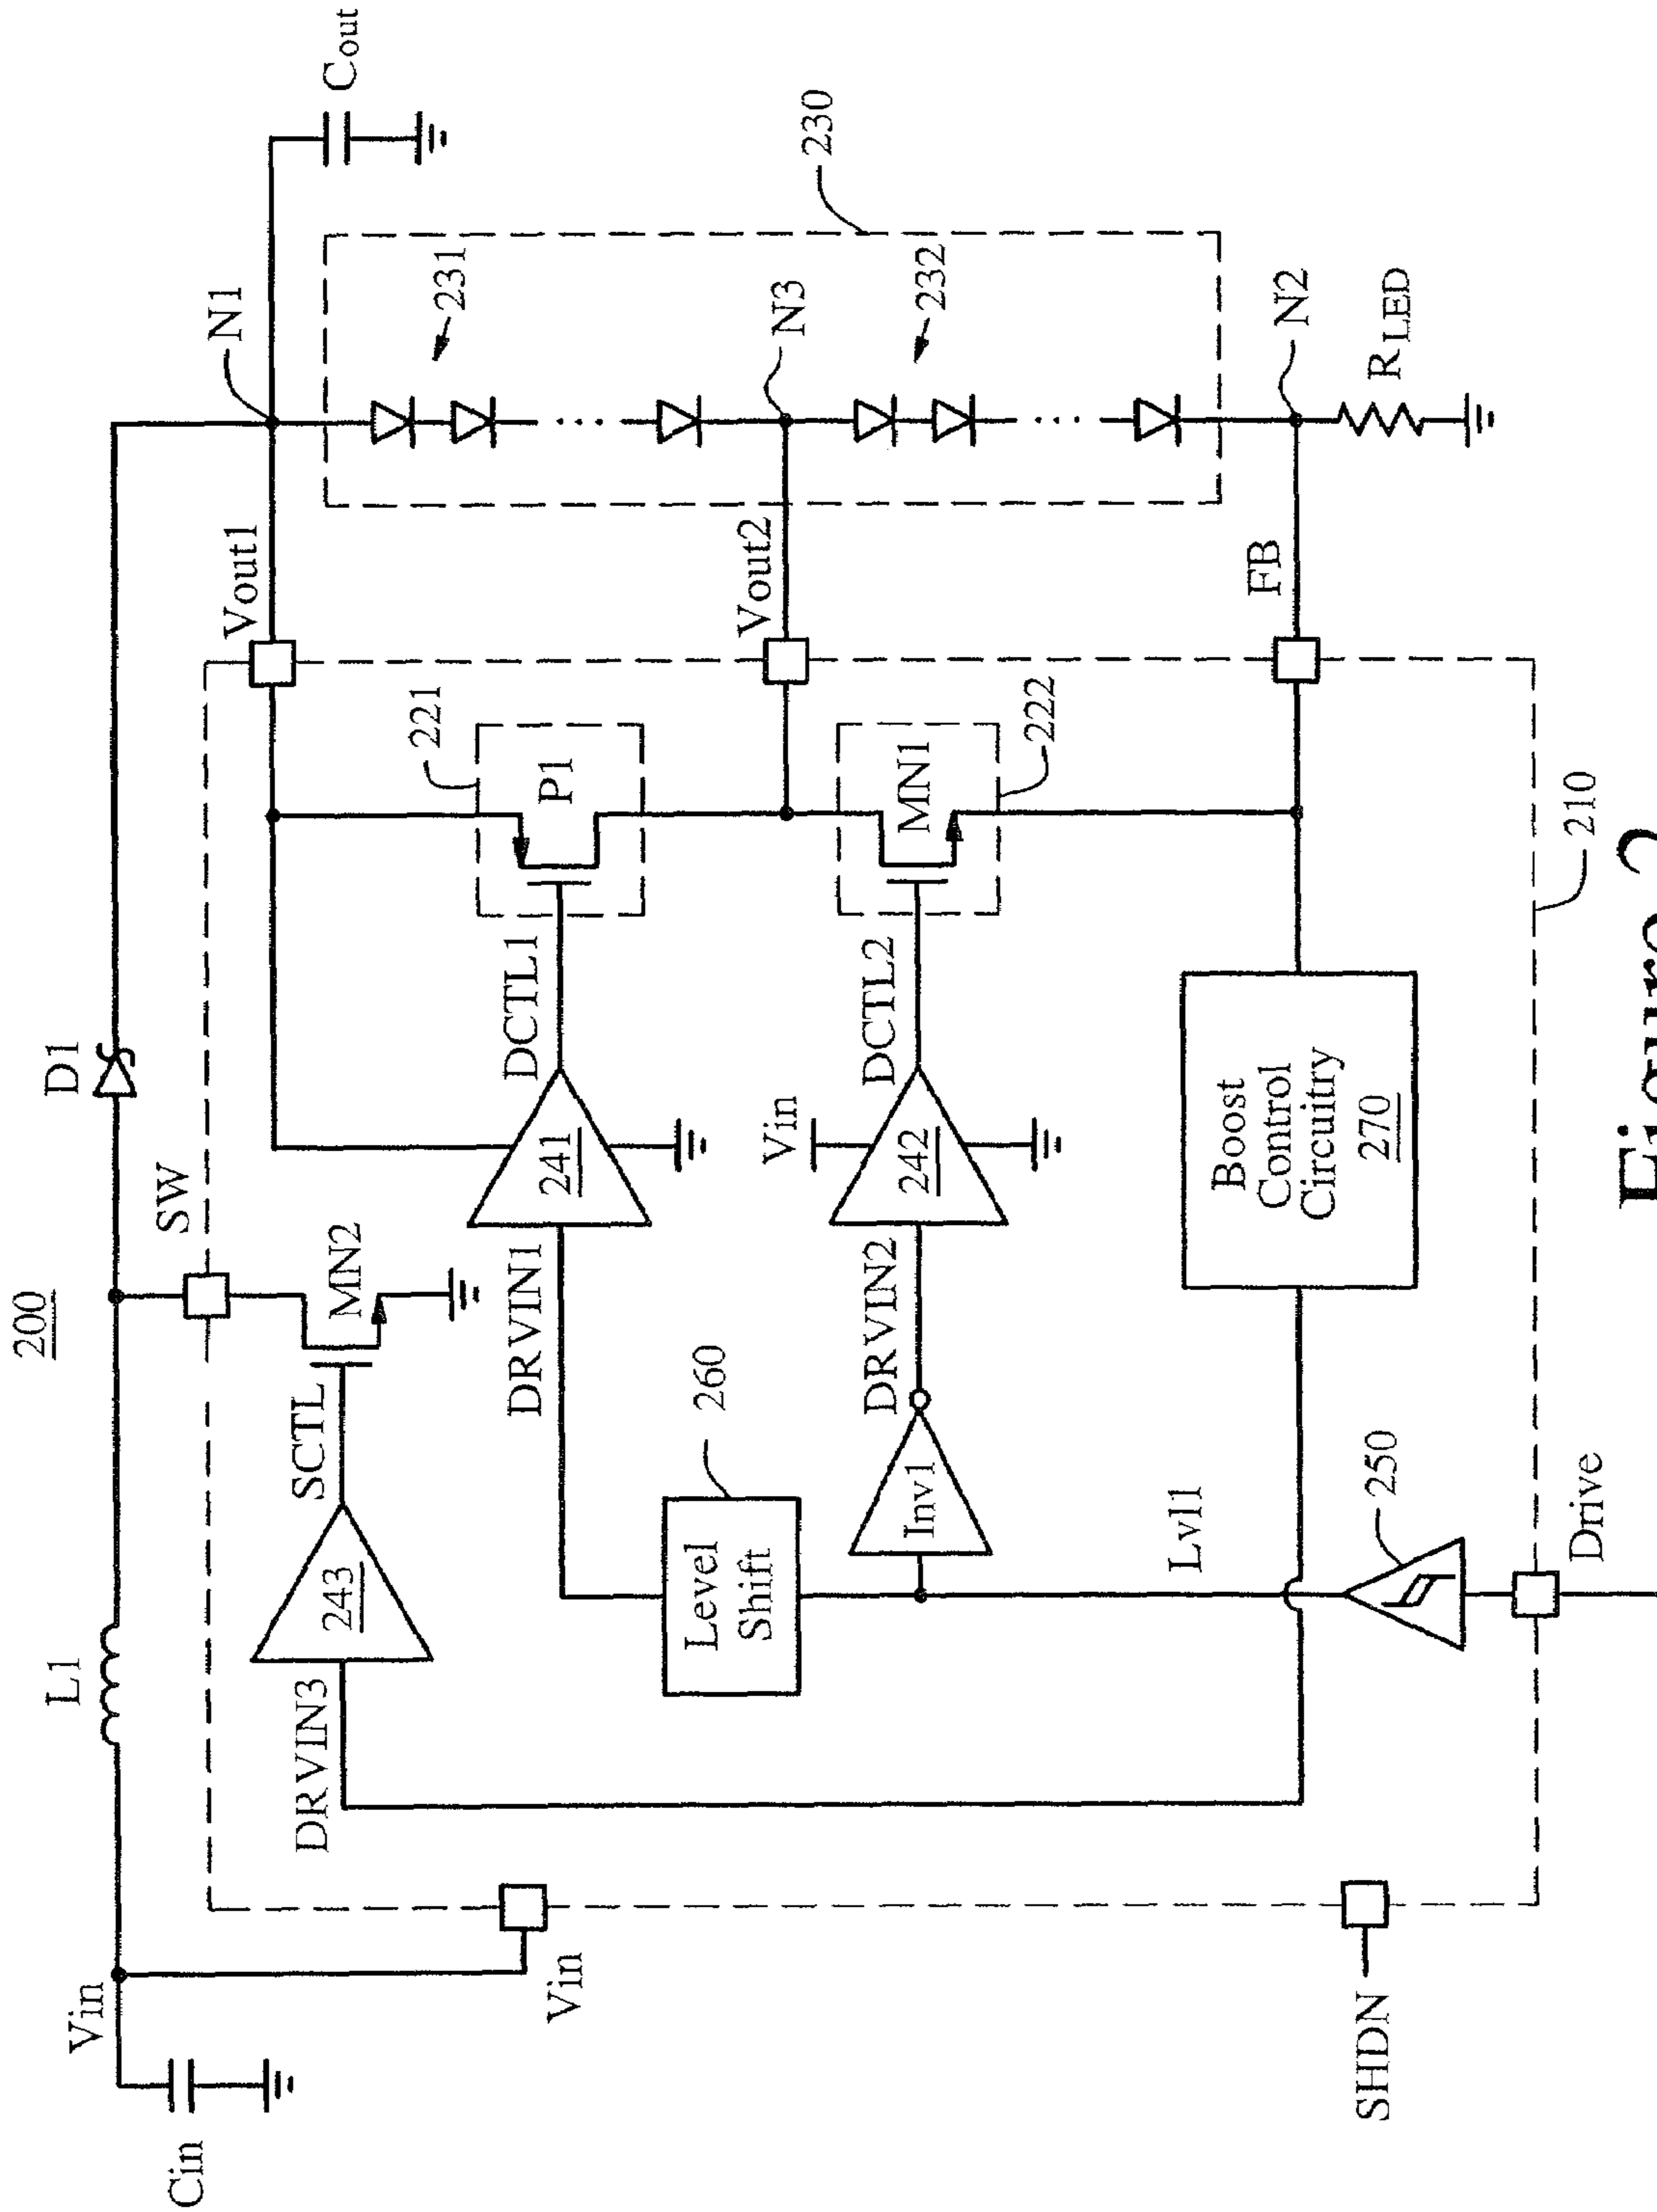 200
Vin
L1
D1
N1
Cin
Cout
Vin
SW
Vout1
DRVIN3
243
SCTL
MN2
DRVIN1
241
DCTL1
221
P1
231
230
Level
Shift
260
Vin
Vout2
N3
Inv1
DRVIN2
242
DCTL2
MN1
222
232
Lvl1
Boost
Control
Circuitry
270
FB
N2
RLED
SHDN
250
Drive
210
Figure 2